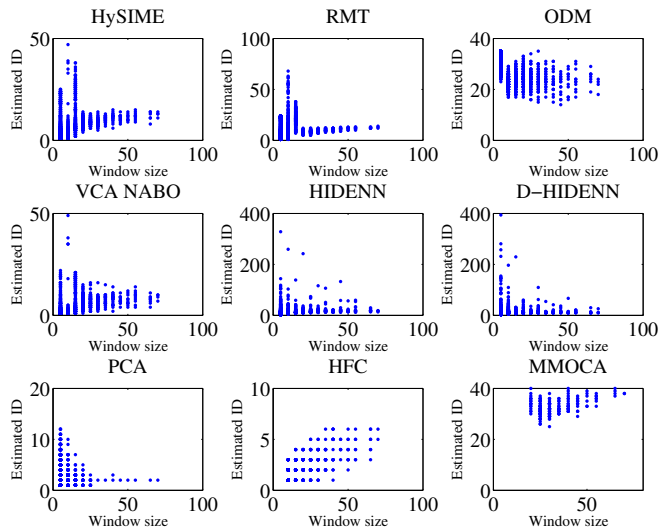 HySIME
RMT
ODM
Estimated ID
50
0
0
50
100
Window size
Estimated ID
100
50
0
0
50
100
Window size
Estimated ID
40
20
0
0
50
100
Window size
VCA NABO
HIDENN
D−HIDENN
Estimated ID
50
0
0
50
100
Window size
Estimated ID
400
200
0
0
50
100
Window size
Estimated ID
400
200
0
0
50
100
Window size
PCA
HFC
MMOCA
Estimated ID
20
10
0
0
50
100
Window size
Estimated ID
10
5
0
0
50
100
Window size
Estimated ID
40
20
0
0
50
Window size